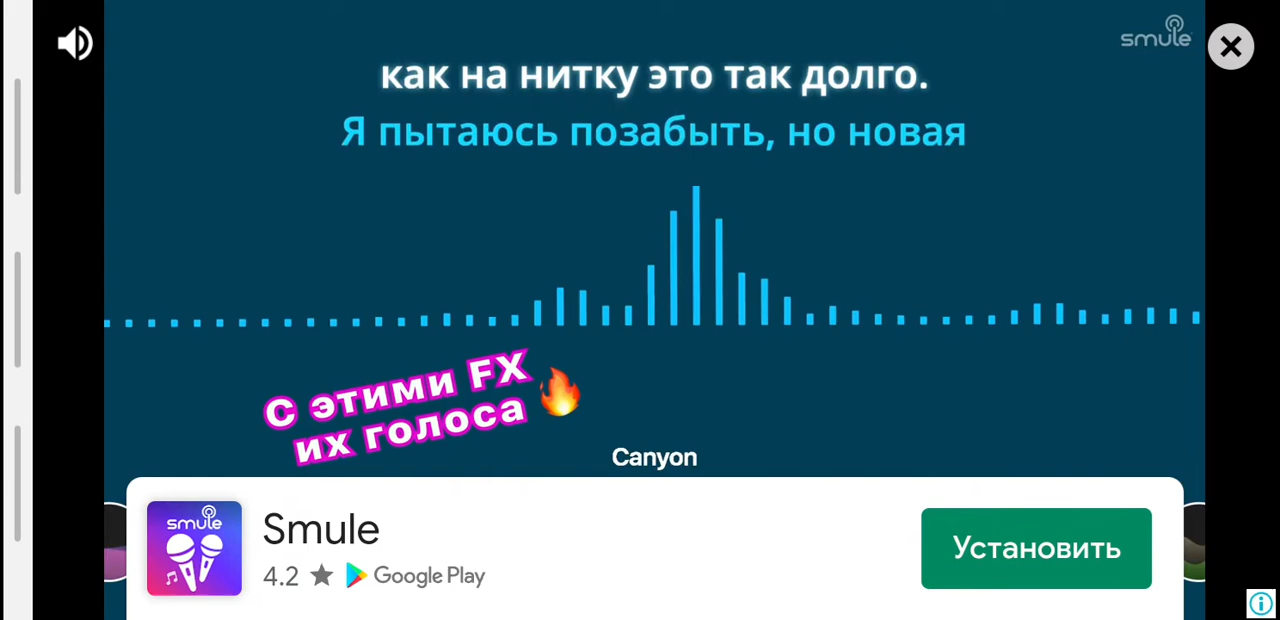 smule
как на нитку это так долго.
Я пытаюсь позабыть, но новая
С этими FX
их голоса
Canyon
smule
Smule
4.2 ★ Google Play
Установить